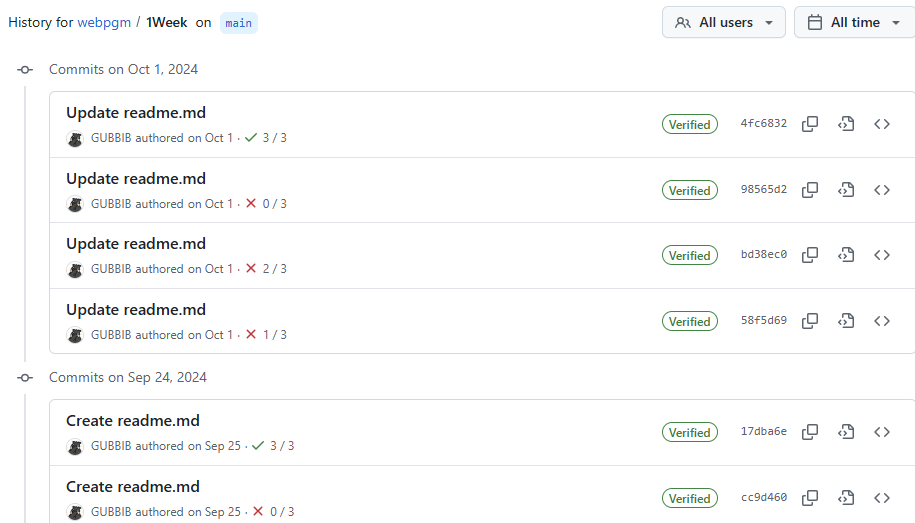 History for webpgm / 1Week on main
All users
All time
Commits on Oct 1, 2024
Update readme.md
GUBBIB authored on Oct 1 · 3 / 3
Verified
4fc6832
Update readme.md
GUBBIB authored on Oct 1 · 0 / 3
Verified
98565d2
Update readme.md
GUBBIB authored on Oct 1 · 2 / 3
Verified
bd38ec0
Update readme.md
GUBBIB authored on Oct 1 · 1 / 3
Verified
58f5d69
Commits on Sep 24, 2024
Create readme.md
GUBBIB authored on Sep 25 · 3 / 3
Verified
17dba6e
Create readme.md
GUBBIB authored on Sep 25 · 0 / 3
Verified
cc9d460